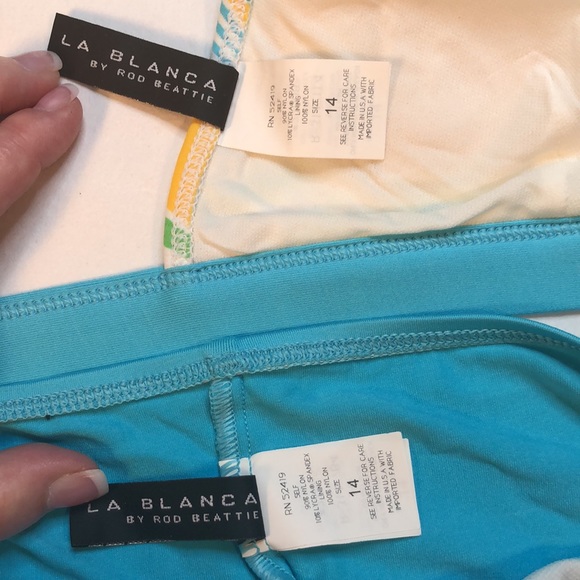 LA BLANCA
BY ROD BEATTIE
RN 52419
SELF
90% NYLON
10% LYCRA® SPANDEX
LINING
100% NYLON
SIZE
14
SEE REVERSE FOR CARE
INSTRUCTIONS
MADE IN U.S.A WITH
IMPORTED FABRIC
LA BLANCA
BY ROD BEATTIE
RN 52419
SELF
90% NYLON
10% LYCRA® SPANDEX
LINING
100% NYLON
SIZE
14
SEE REVERSE FOR CARE
INSTRUCTIONS
MADE IN U.S.A WITH
IMPORTED FABRIC